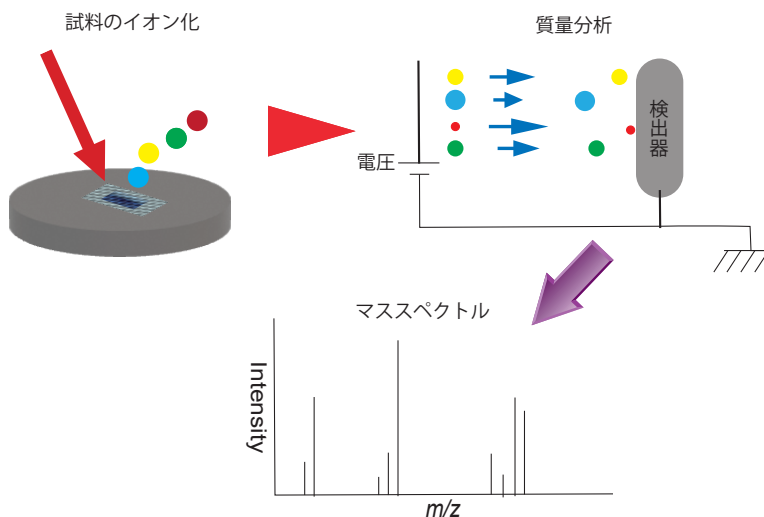 試料のイオン化
質量分析
電圧
検出器
マススペクトル
Intensity
m/z